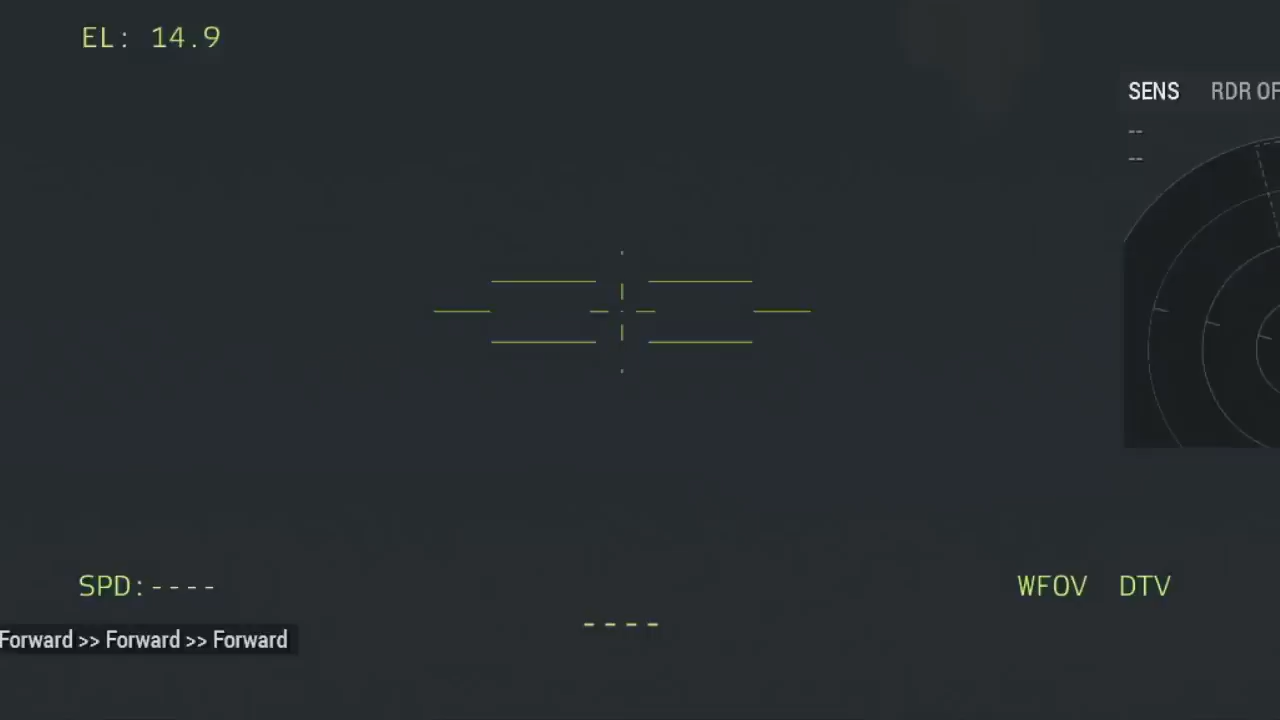 EL: 14.9
SENS RDR OF
--
--
SPD:----
WFOV DTV
----
Forward >> Forward >> Forward